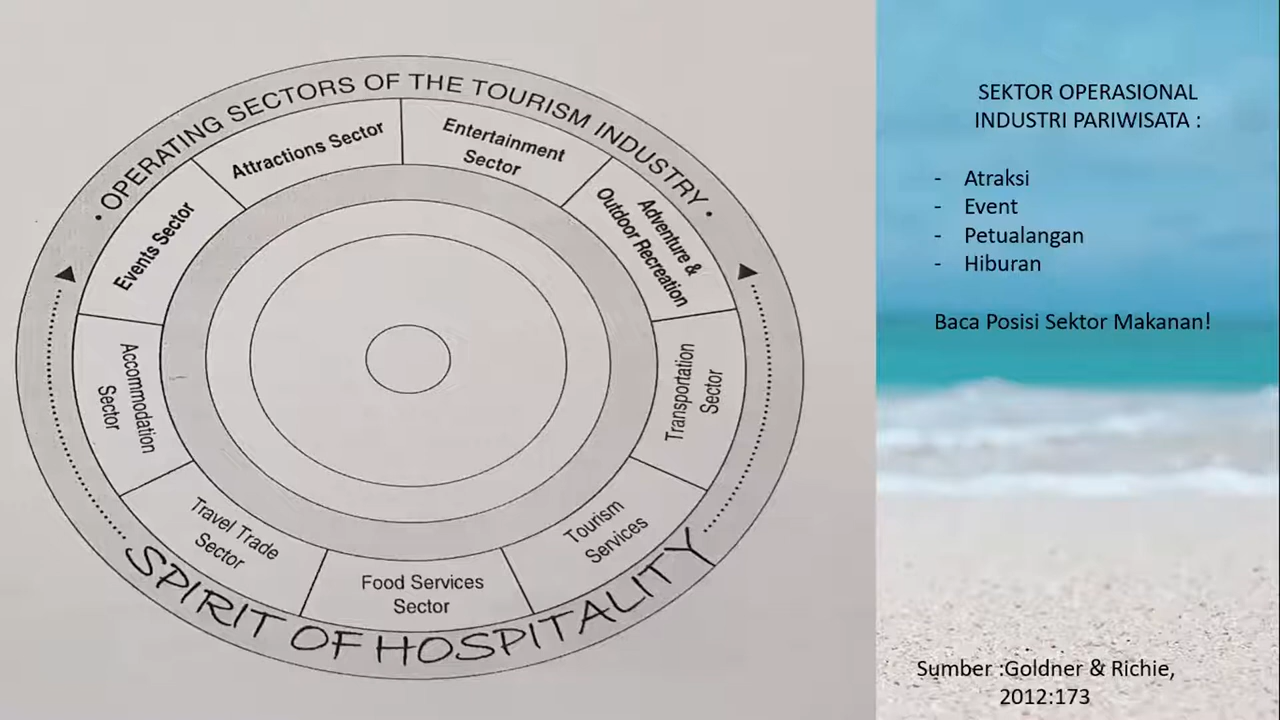 • OPERATING SECTORS OF THE TOURISM INDUSTRY •
Attractions Sector
Entertainment
Sector
Adventure &
Outdoor Recreation
Events Sector
Accommodation
Sector
Transportation
Sector
Travel Trade
Sector
Tourism
Services
Food Services
Sector
SPIRIT OF HOSPITALITY
SEKTOR OPERASIONAL
INDUSTRI PARIWISATA :
- Atraksi
- Event
- Petualangan
- Hiburan
Baca Posisi Sektor Makanan!
Sumber :Goldner & Richie,
2012:173